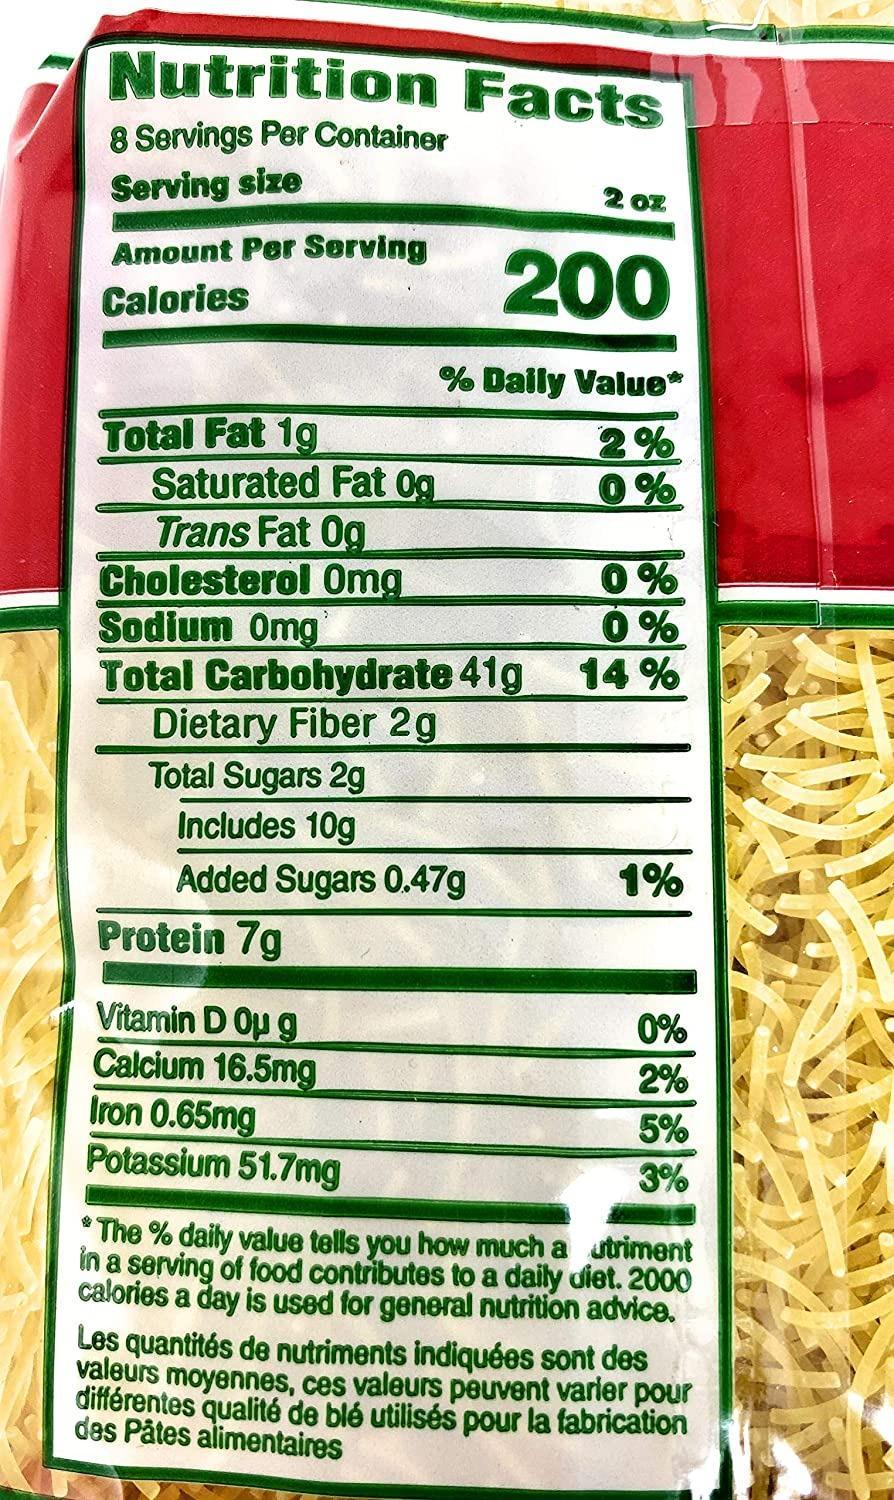 Nutrition Facts
8 Servings Per Container
Serving size 2 oz
Amount Per Serving
Calories 200
% Daily Value*
Total Fat 1g 2 %
Saturated Fat 0g 0 %
Trans Fat 0g
Cholesterol 0mg 0 %
Sodium 0mg 0 %
Total Carbohydrate 41g 14 %
Dietary Fiber 2g
Total Sugars 2g
Includes 10g
Added Sugars 0.47g 1%
Protein 7g
Vitamin D 0µ g 0%
Calcium 16.5mg 2%
Iron 0.65mg 5%
Potassium 51.7mg 3%
* The % daily value tells you how much a utriment
in a serving of food contributes to a daily diet. 2000
calories a day is used for general nutrition advice.
Les quantités de nutriments indiquées sont des
valeurs moyennes, ces valeurs peuvent varier pour
différentes qualité de blé utilisés pour la fabrication
des Pâtes alimentaires